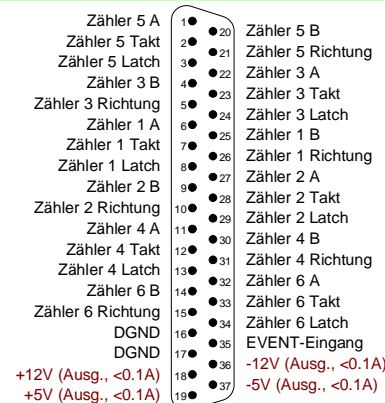 Zähler 5 A 1
Zähler 5 Takt 2
Zähler 5 Latch 3
Zähler 3 B 4
Zähler 3 Richtung 5
Zähler 1 A 6
Zähler 1 Takt 7
Zähler 1 Latch 8
Zähler 2 B 9
Zähler 2 Richtung 10
Zähler 4 A 11
Zähler 4 Takt 12
Zähler 4 Latch 13
Zähler 6 B 14
Zähler 6 Richtung 15
DGND 16
DGND 17
+12V (Ausg., <0.1A) 18
+5V (Ausg., <0.1A) 19
20 Zähler 5 B
21 Zähler 5 Richtung
22 Zähler 3 A
23 Zähler 3 Takt
24 Zähler 3 Latch
25 Zähler 1 B
26 Zähler 1 Richtung
27 Zähler 2 A
28 Zähler 2 Takt
29 Zähler 2 Latch
30 Zähler 4 B
31 Zähler 4 Richtung
32 Zähler 6 A
33 Zähler 6 Takt
34 Zähler 6 Latch
35 EVENT-Eingang
36 -12V (Ausg., <0.1A)
37 -5V (Ausg., <0.1A)